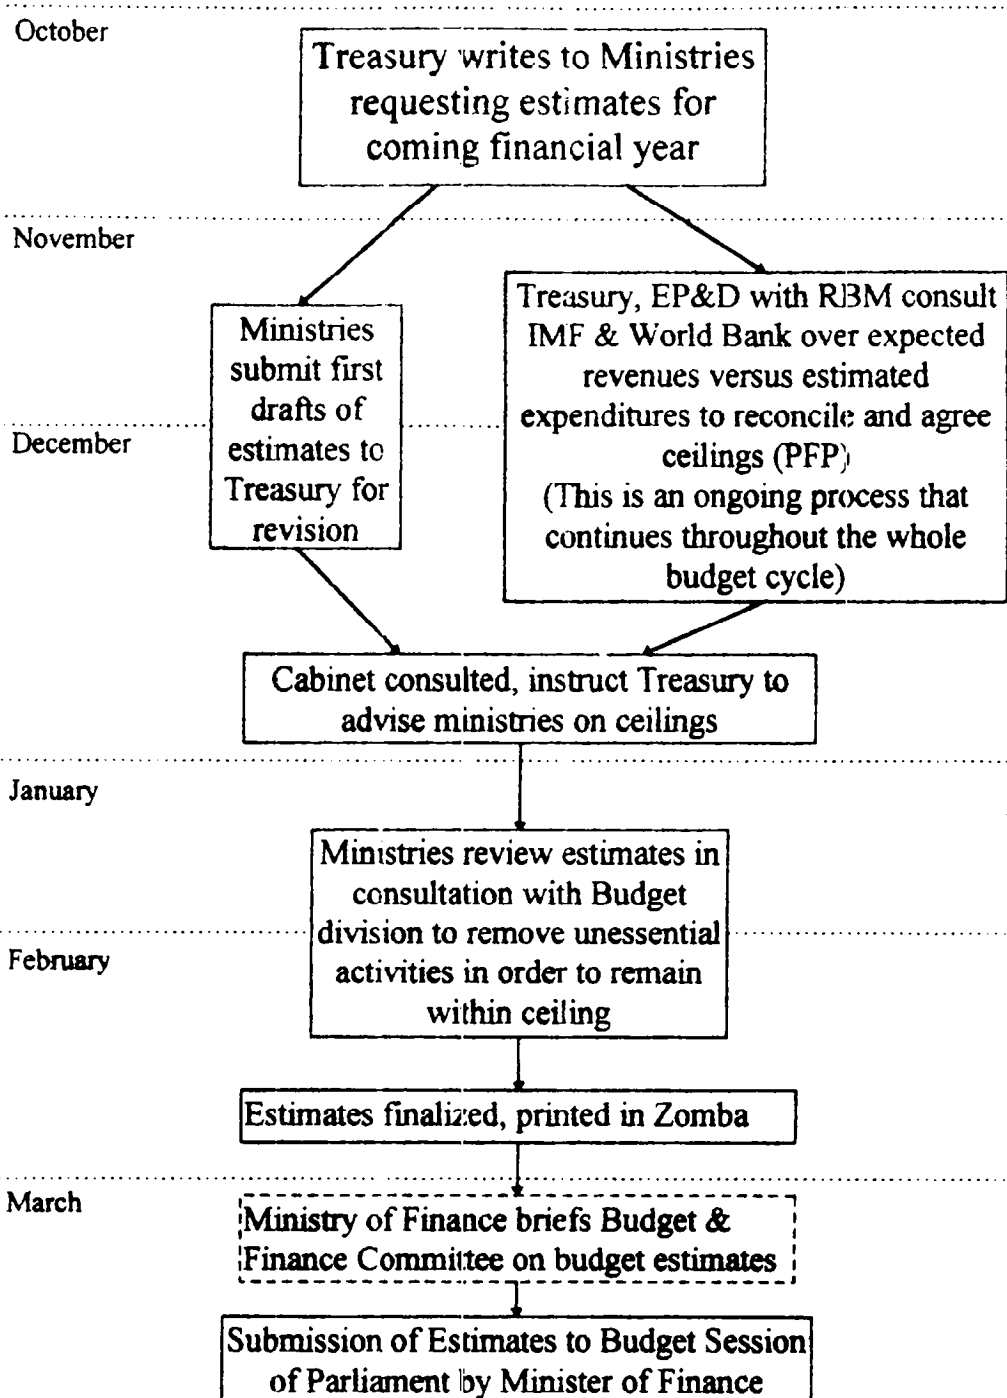 October
Treasury writes to Ministries
requesting estimates for
coming financial year
November
Ministries
submit first
drafts of
estimates to
Treasury for
revision
Treasury, EP&D with RBM consult
IMF & World Bank over expected
revenues versus estimated
expenditures to reconcile and agree
ceilings (PFP)
(This is an ongoing process that
continues throughout the whole
budget cycle)
December
Cabinet consulted, instruct Treasury to
advise ministries on ceilings
January
Ministries review estimates in
consultation with Budget
division to remove unessential
activities in order to remain
within ceiling
February
Estimates finalized, printed in Zomba
March
Ministry of Finance briefs Budget &
Finance Committee on budget estimates
Submission of Estimates to Budget Session
of Parliament by Minister of Finance